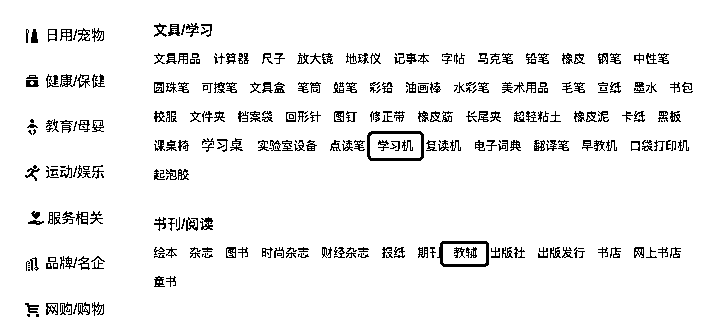 日用/宠物
健康/保健
教育/母婴
运动/娱乐
服务相关
品牌/名企
网购/购物
文具/学习
文具用品 计算器 尺子 放大镜 地球仪 记事本 字帖 马克笔 铅笔 橡皮 钢笔 中性笔
圆珠笔 可擦笔 文具盒 笔筒 蜡笔 彩铅 油画棒 水彩笔 美术用品 毛笔 宣纸 墨水 书包
校服 文件夹 档案袋 回形针 图钉 修正带 橡皮筋 长尾夹 超轻粘土 橡皮泥 卡纸 黑板
课桌椅 学习桌 实验室设备 点读笔 学习机 复读机 电子词典 翻译笔 早教机 口袋打印机
起泡胶
书刊/阅读
绘本 杂志 图书 时尚杂志 财经杂志 报纸 期刊 教辅 出版社 出版发行 书店 网上书店
童书